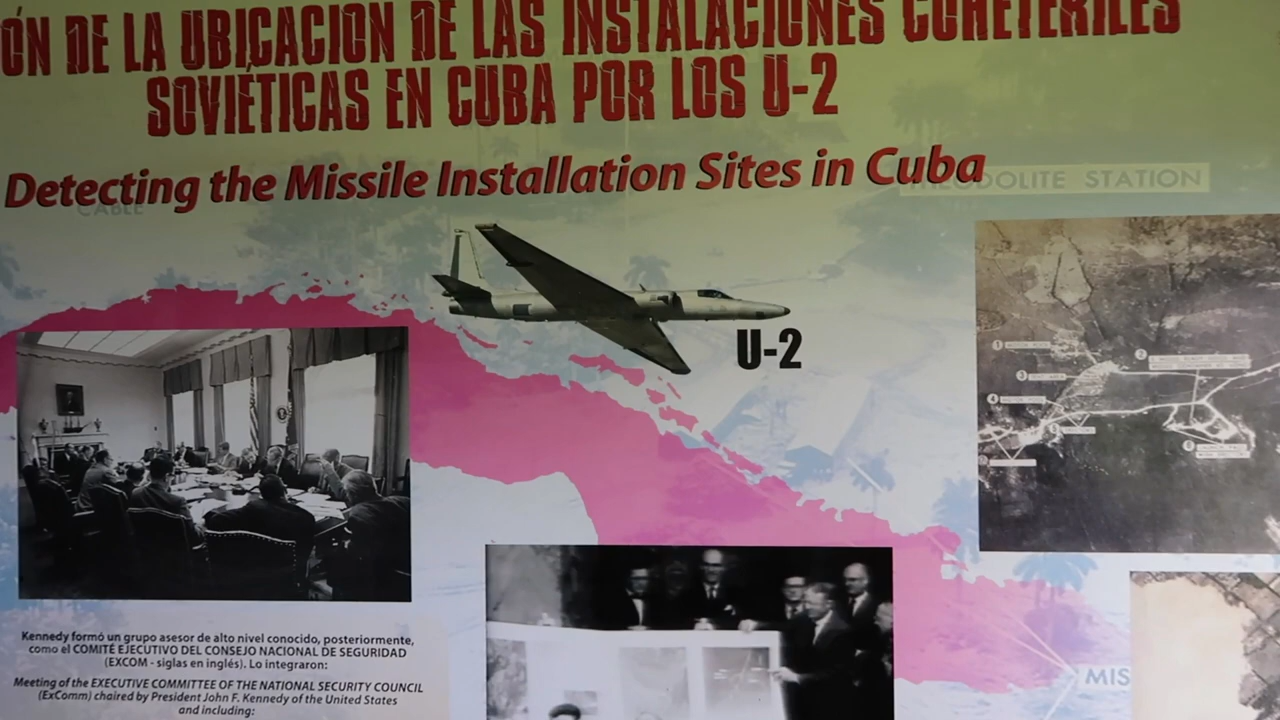 ÓN DE LA UBICACION DE LAS INSTALACIONES COHETERILES
SOVIÉTICAS EN CUBA POR LOS U-2
Detecting the Missile Installation Sites in Cuba
THEODOLITE STATION
CABLE
U-2
Kennedy formó un grupo asesor de alto nivel conocido, posteriormente,
como el COMITÉ EJECUTIVO DEL CONSEJO NACIONAL DE SEGURIDAD
(EXCOM - siglas en inglés). Lo integraron:
Meeting of the EXECUTIVE COMMITTEE OF THE NATIONAL SECURITY COUNCIL
(ExComm) chaired by President John F. Kennedy of the United States
and including:
MIS